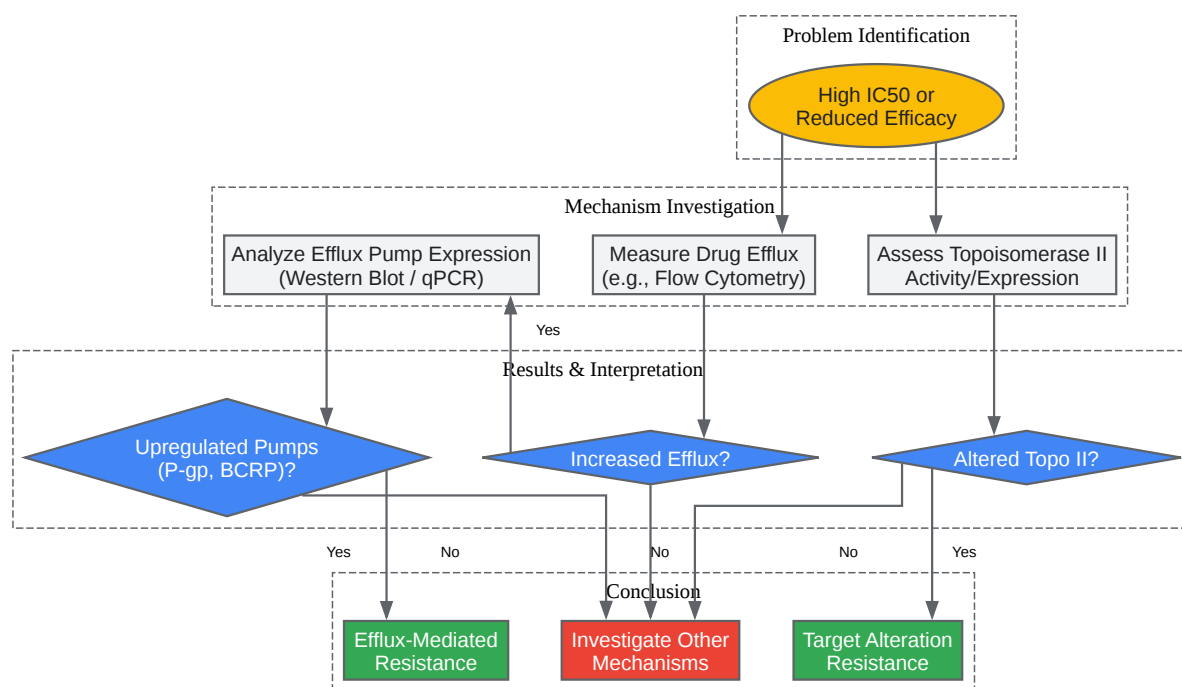 Problem Identification
High IC50 or
Reduced Efficacy
Mechanism Investigation
Analyze Efflux Pump Expression
(Western Blot / qPCR)
Measure Drug Efflux
(e.g., Flow Cytometry)
Assess Topoisomerase II
Activity/Expression
Yes
Results & Interpretation
Upregulated Pumps
(P-gp, BCRP)?
Increased Efflux?
Altered Topo II?
Yes
No
No
No
Yes
Conclusion
Efflux-Mediated
Resistance
Investigate Other
Mechanisms
Target Alteration
Resistance